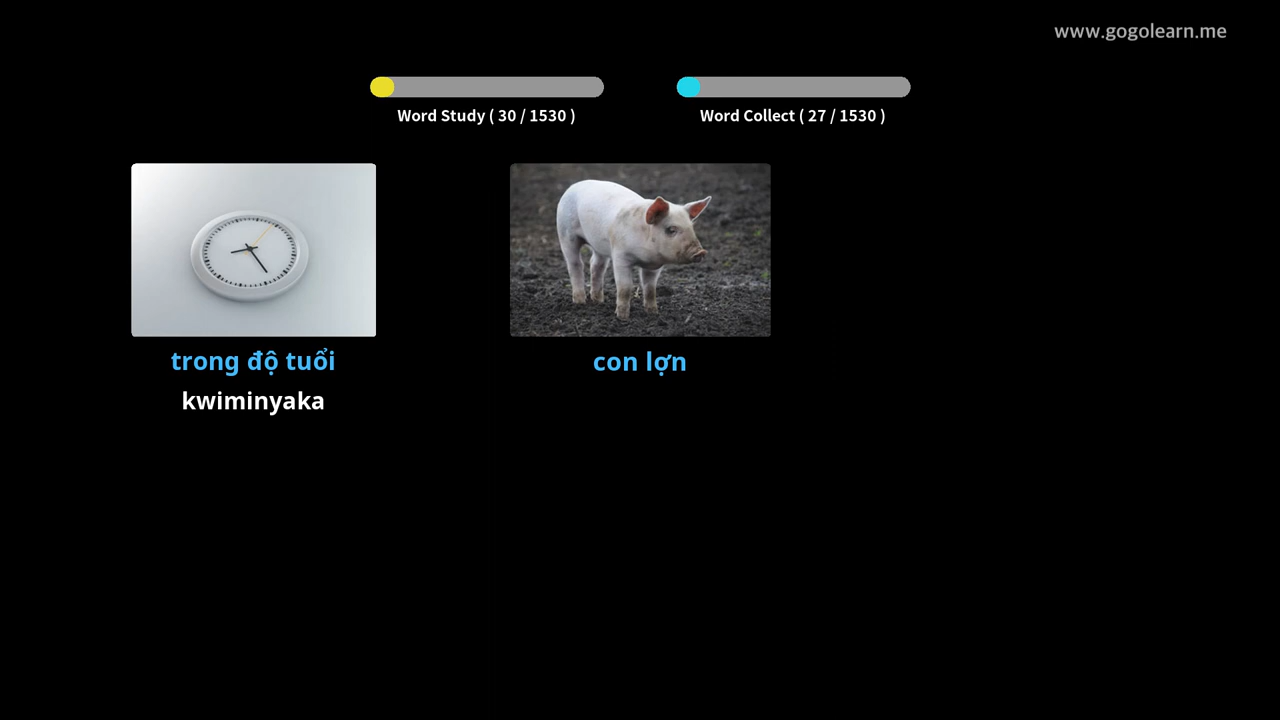 www.gogolearn.me
Word Study ( 30 / 1530 )
Word Collect ( 27 / 1530 )
trong độ tuổi
kwiminyaka
con lợn